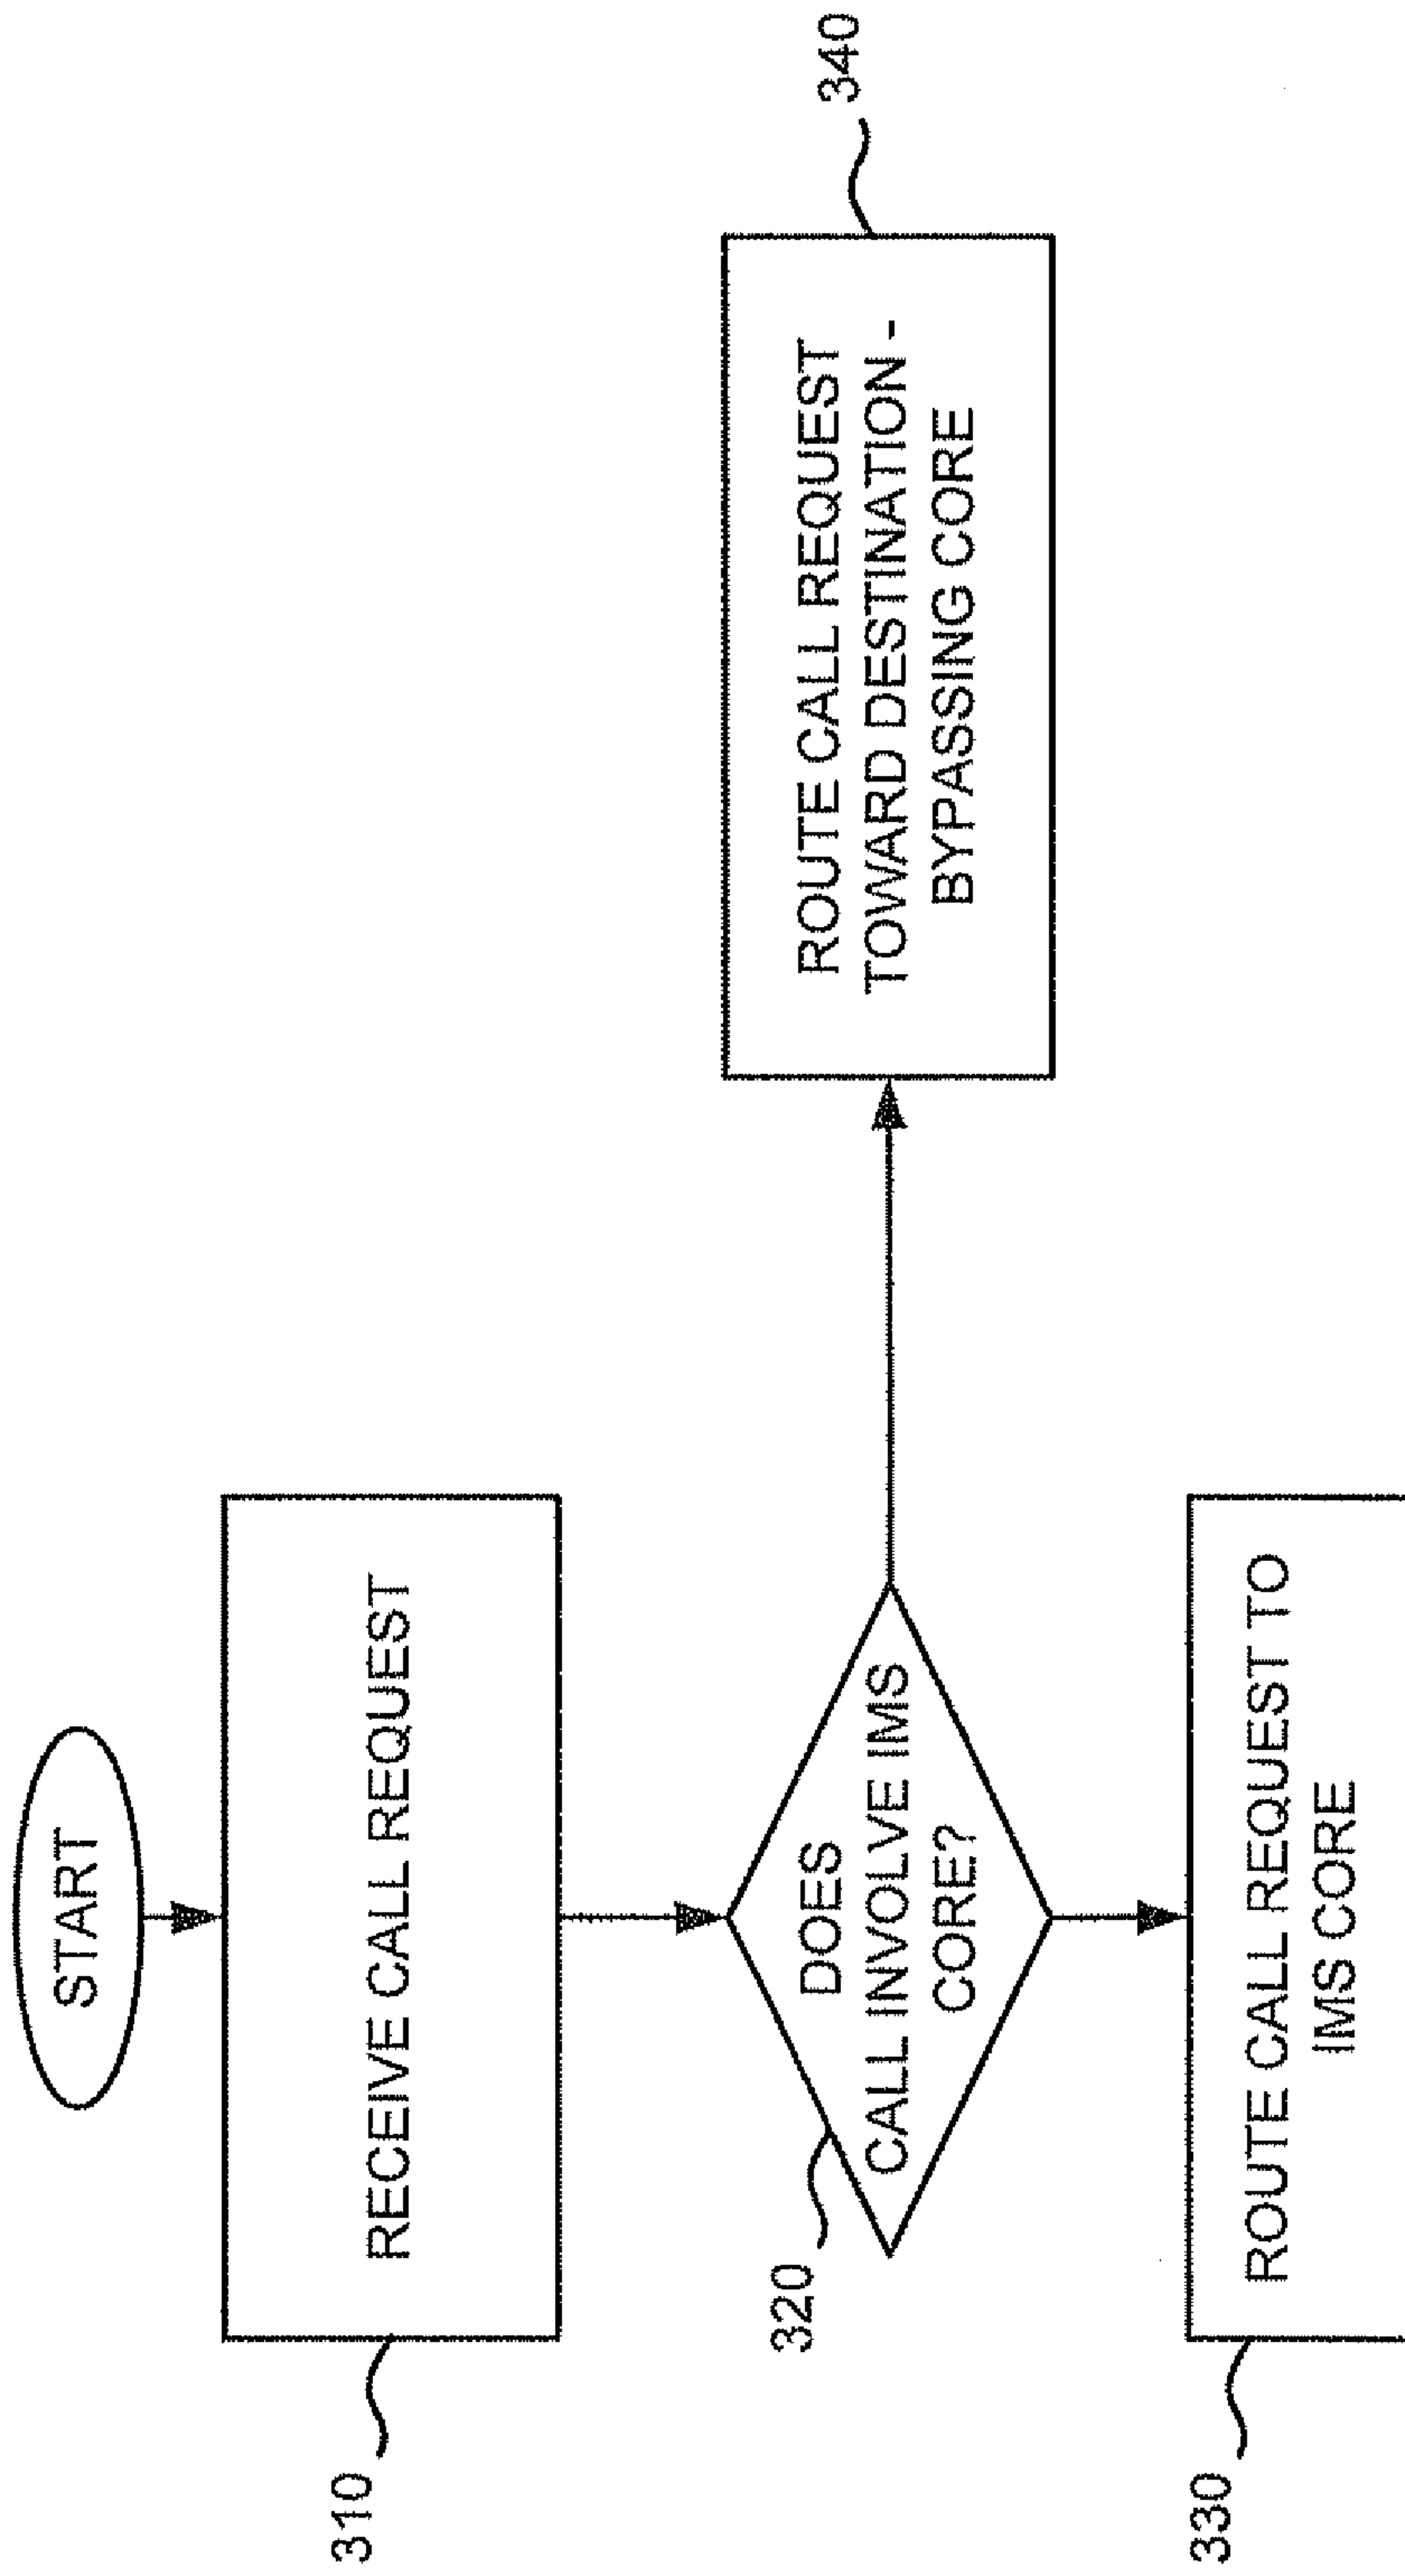 START
310
RECEIVE CALL REQUEST
320
DOES
CALL INVOLVE IMS
CORE?
340
ROUTE CALL REQUEST
TOWARD DESTINATION -
BYPASSING CORE
330
ROUTE CALL REQUEST TO
IMS CORE